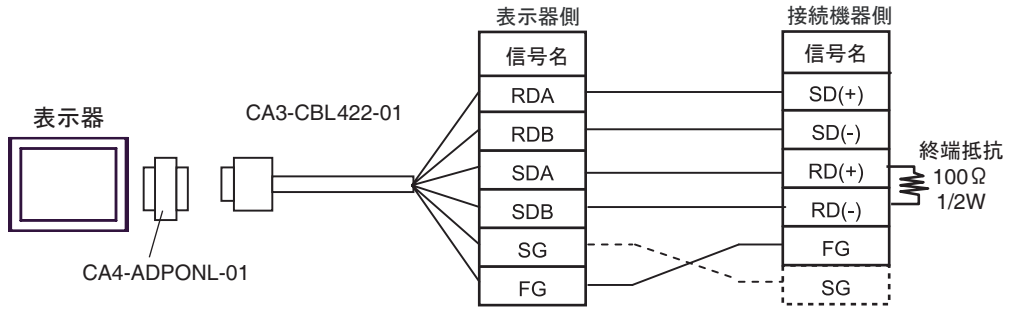 表示器側
接続機器側
信号名
信号名
表示器
CA3-CBL422-01
CA4-ADPONL-01
RDA
SD(+)
RDB
SD(-)
SDA
RD(+)
SDB
RD(-)
SG
FG
FG
SG
終端抵抗
100Ω
1/2W